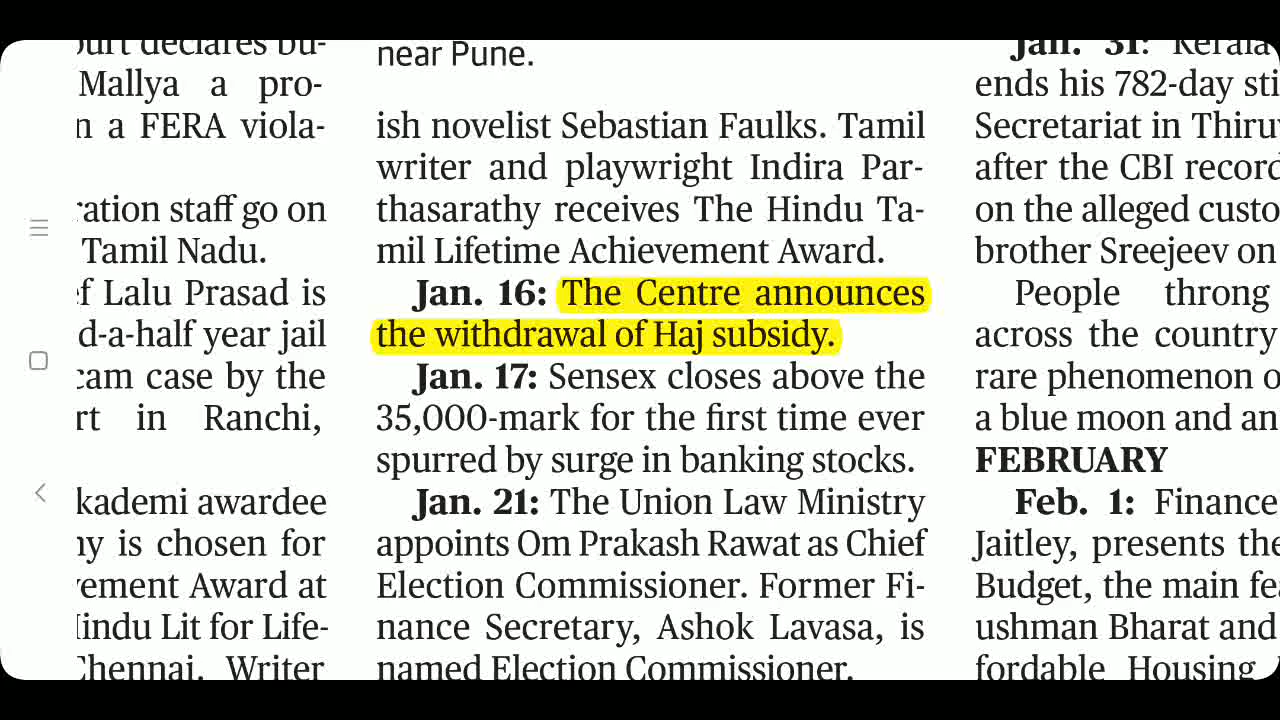 declares bu-
Mallya a pro-
a FERA viola-
staff go on
Tamil Nadu.
Lalu Prasad is
d-a-half year jail
case by the
in Ranchi,
awardee
is chosen for
Award at
Lit for Life-
Chennai. Writer
near Pune.
ish novelist Sebastian Faulks. Tamil
writer and playwright Indira Par-
thasarathy receives The Hindu Ta-
mil Lifetime Achievement Award.
Jan. 16: The Centre announces
the withdrawal of Haj subsidy.
Jan. 17: Sensex closes above the
35,000-mark for the first time ever
spurred by surge in banking stocks.
Jan. 21: The Union Law Ministry
appoints Om Prakash Rawat as Chief
Election Commissioner. Former Fi-
nance Secretary, Ashok Lavasa, is
named Election Commissioner.
Jan. 31: Kerala
ends his 782-day
Secretariat in
after the CBI
on the alleged
brother Sreejeev on
People throng
across the country
rare phenomenon
a blue moon and
FEBRUARY
Feb. 1: Finance
Jaitley, presents the
Budget, the main
ushman Bharat and
fordable Housing